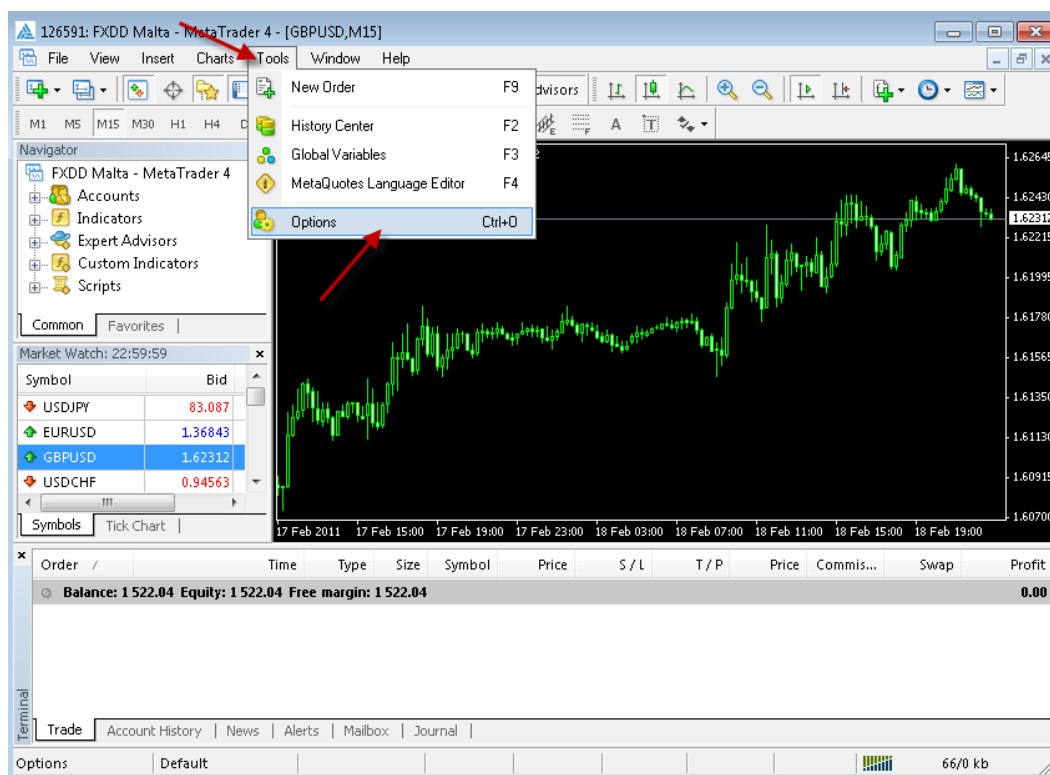 126591: FXDD Malta - MetaTrader 4 - [GBPUSD,M15]
File View Insert Charts Tools Window Help
New Order F9
History Center F2
Global Variables F3
MetaQuotes Language Editor F4
Options Ctrl+O
M1 M5 M15 M30 H1 H4
Navigator
FXDD Malta - MetaTrader 4
Accounts
Indicators
Expert Advisors
Custom Indicators
Scripts
Common Favorites
Market Watch: 22:59:59
Symbol Bid
USDJPY 83.087
EURUSD 1.36843
GBPUSD 1.62312
USDCHF 0.94563
Symbols Tick Chart
1.62645
1.62430
1.62312
1.62215
1.61995
1.61780
1.61565
1.61350
1.61130
1.60915
1.60700
17 Feb 2011 17 Feb 15:00 17 Feb 19:00 17 Feb 23:00 18 Feb 03:00 18 Feb 07:00 18 Feb 11:00 18 Feb 15:00 18 Feb 19:00
Order / Time Type Size Symbol Price S / L T / P Price Commis... Swap Profit
Balance: 1 522.04 Equity: 1 522.04 Free margin: 1 522.04 0.00
Terminal
Trade Account History News Alerts Mailbox Journal
Options Default 66/0 kb